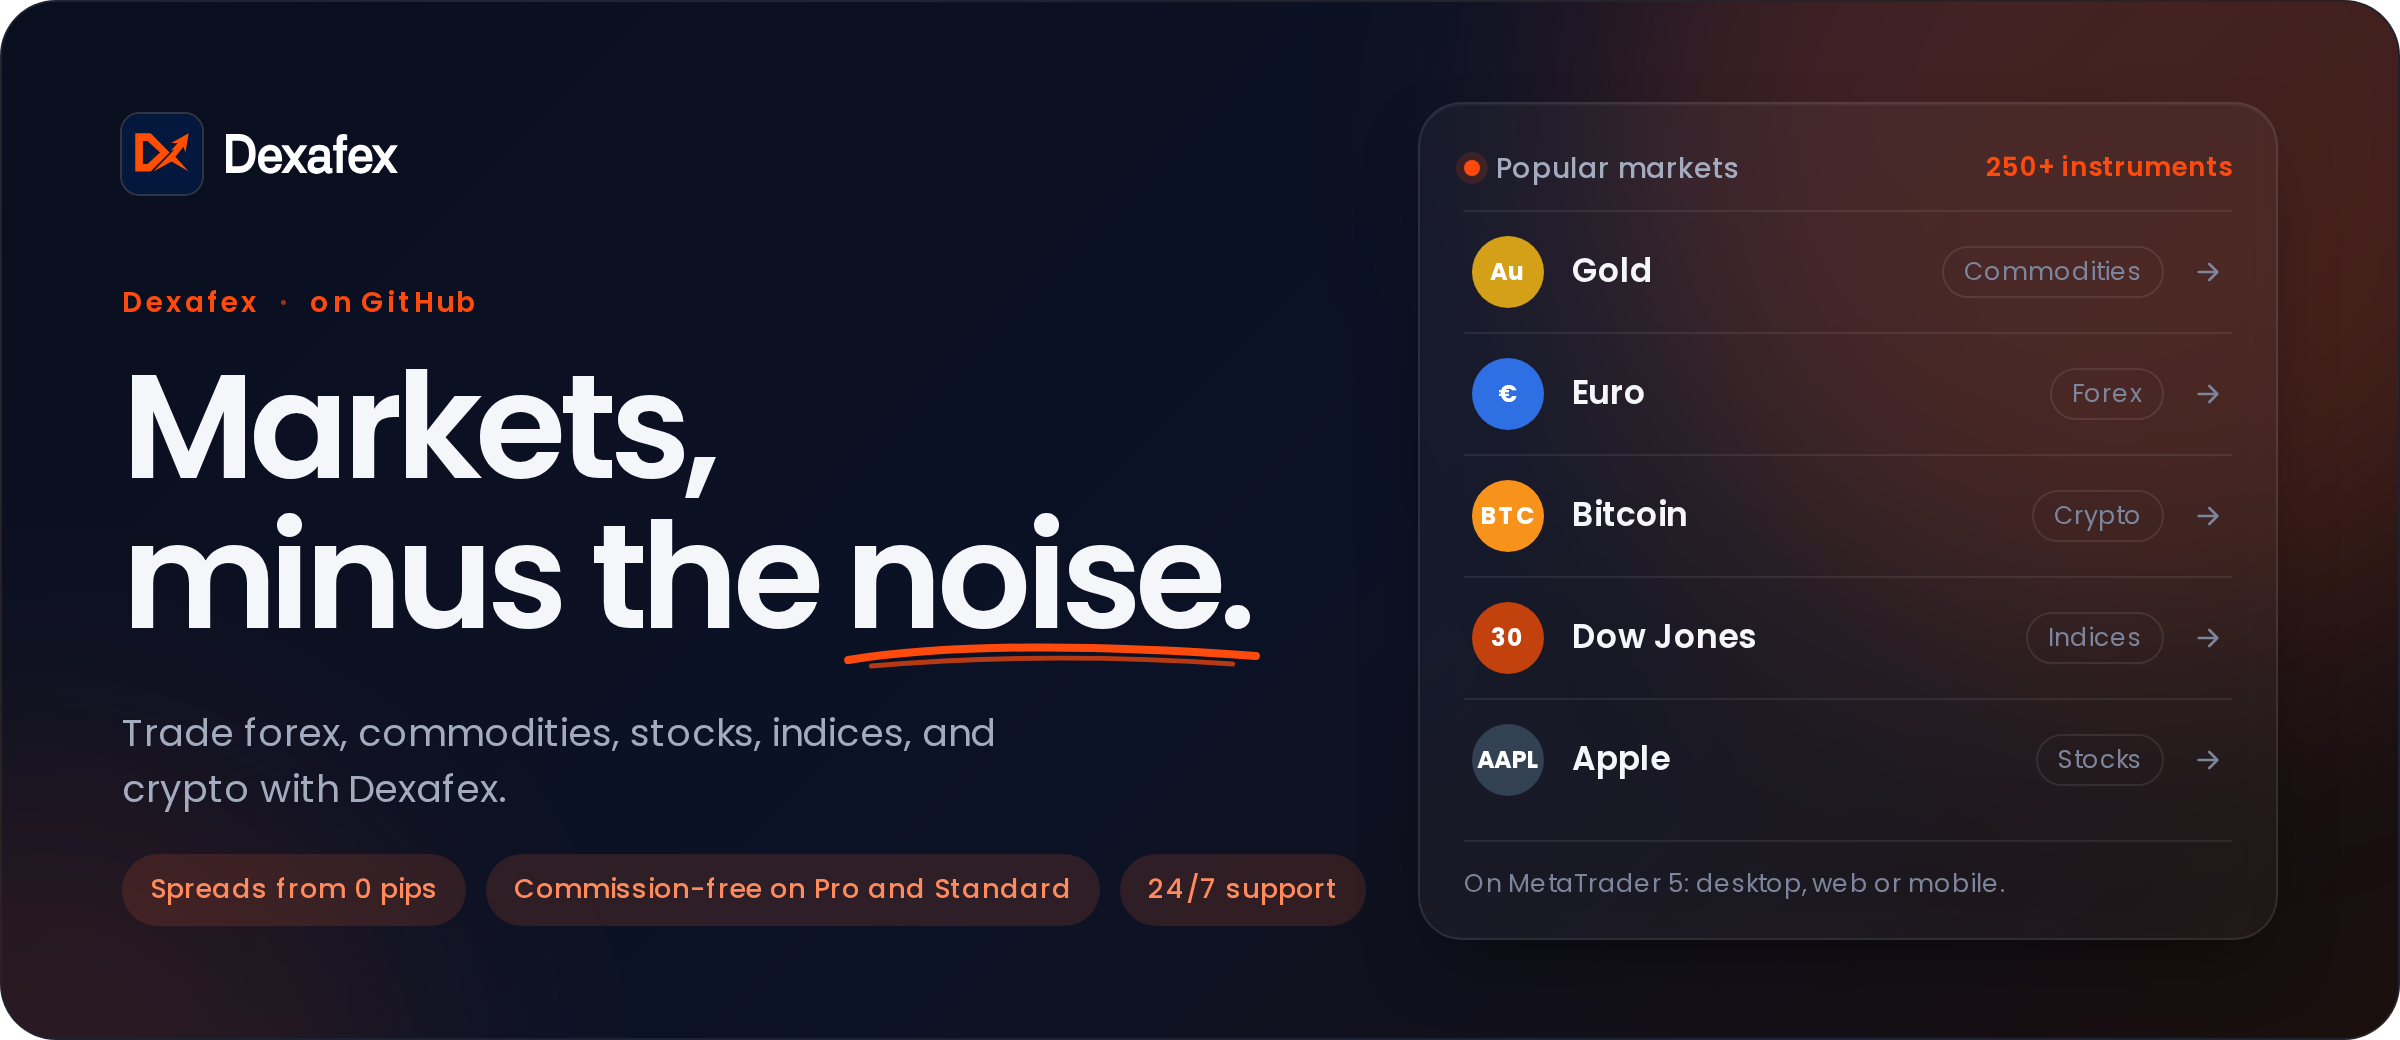 Dexafex
Dexafex · on GitHub
Markets,
minus the noise.
Trade forex, commodities, stocks, indices, and
crypto with Dexafex.
Spreads from 0 pips
Commission-free on Pro and Standard
24/7 support
Popular markets
250+ instruments
Au Gold Commodities →
€ Euro Forex →
BTC Bitcoin Crypto →
30 Dow Jones Indices →
AAPL Apple Stocks →
On MetaTrader 5: desktop, web or mobile.